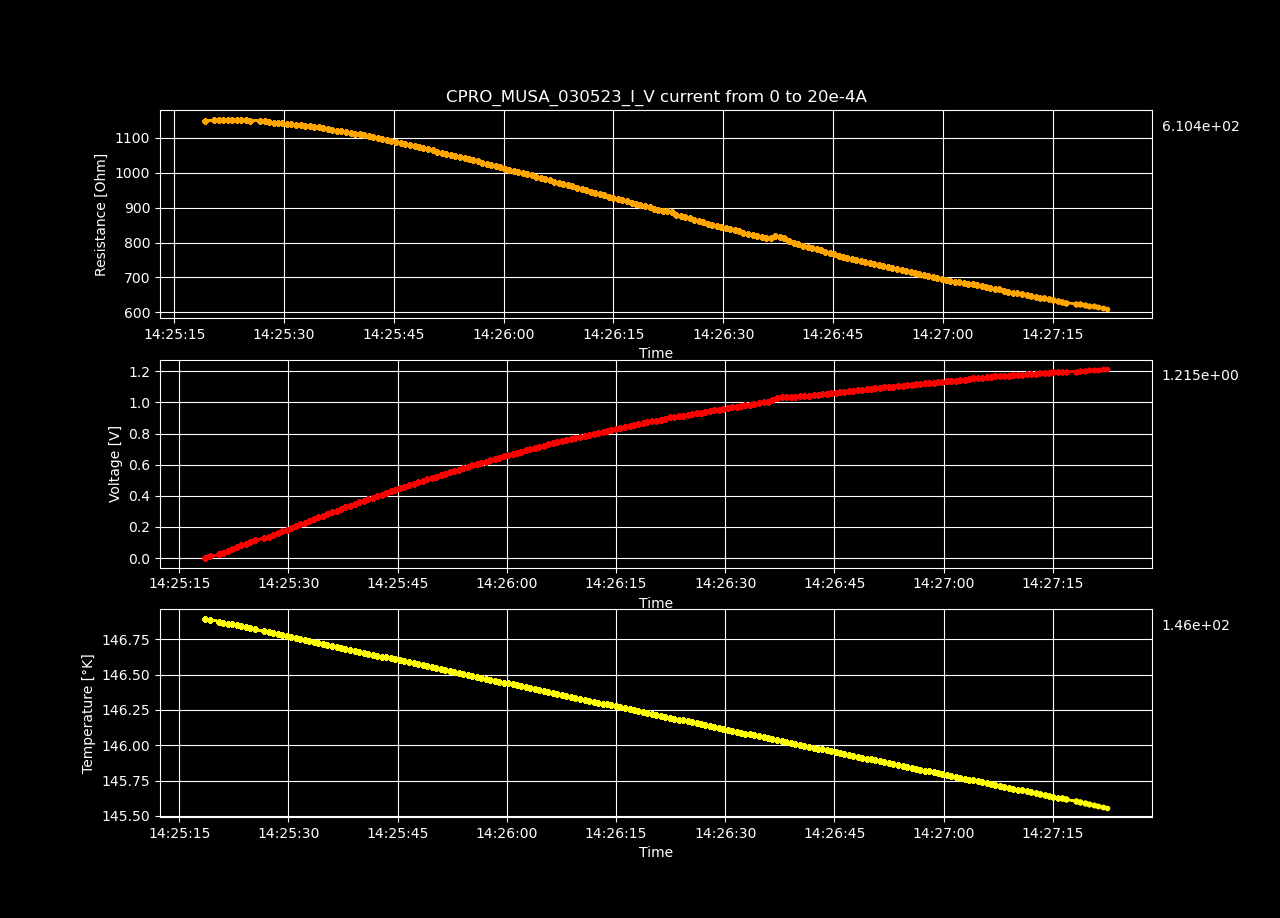 CPRO_MUSA_030523_I_V current from 0 to 20e-4A
6.104e+02
Resistance [Ohm]
1100
1000
900
800
700
600
14:25:15 14:25:30 14:25:45 14:26:00 14:26:15 14:26:30 14:26:45 14:27:00 14:27:15
Time
1.215e+00
Voltage [V]
1.2
1.0
0.8
0.6
0.4
0.2
0.0
14:25:15 14:25:30 14:25:45 14:26:00 14:26:15 14:26:30 14:26:45 14:27:00 14:27:15
Time
1.46e+02
Temperature [°K]
146.75
146.50
146.25
146.00
145.75
145.50
14:25:15 14:25:30 14:25:45 14:26:00 14:26:15 14:26:30 14:26:45 14:27:00 14:27:15
Time